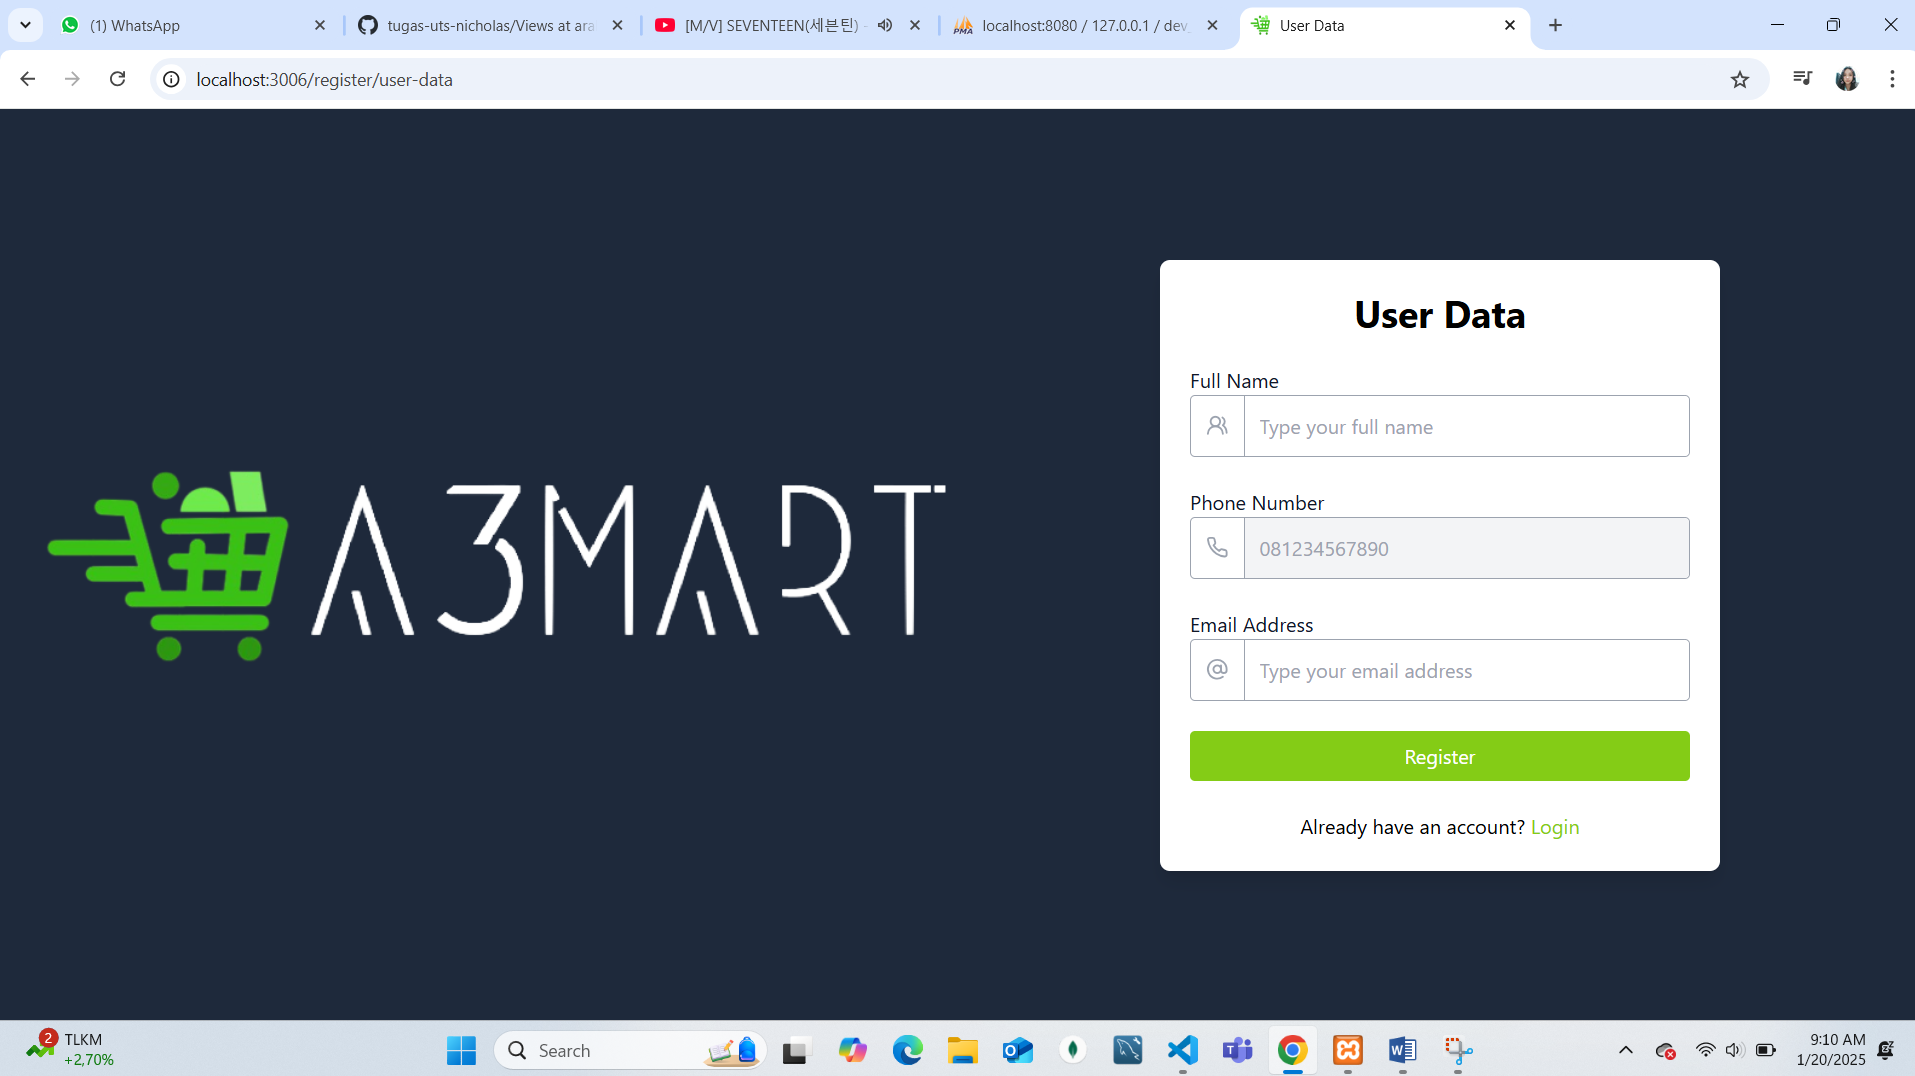 (1) WhatsApp
tugas-uts-nicholas/Views at ara
[M/V] SEVENTEEN(세븐틴) -
localhost:8080 / 127.0.0.1 / dev_
User Data
localhost:3006/register/user-data
A3MART
User Data
Full Name
Type your full name
Phone Number
081234567890
Email Address
Type your email address
Register
Already have an account? Login
2
TLKM
+2,70%
Search
9:10 AM
1/20/2025